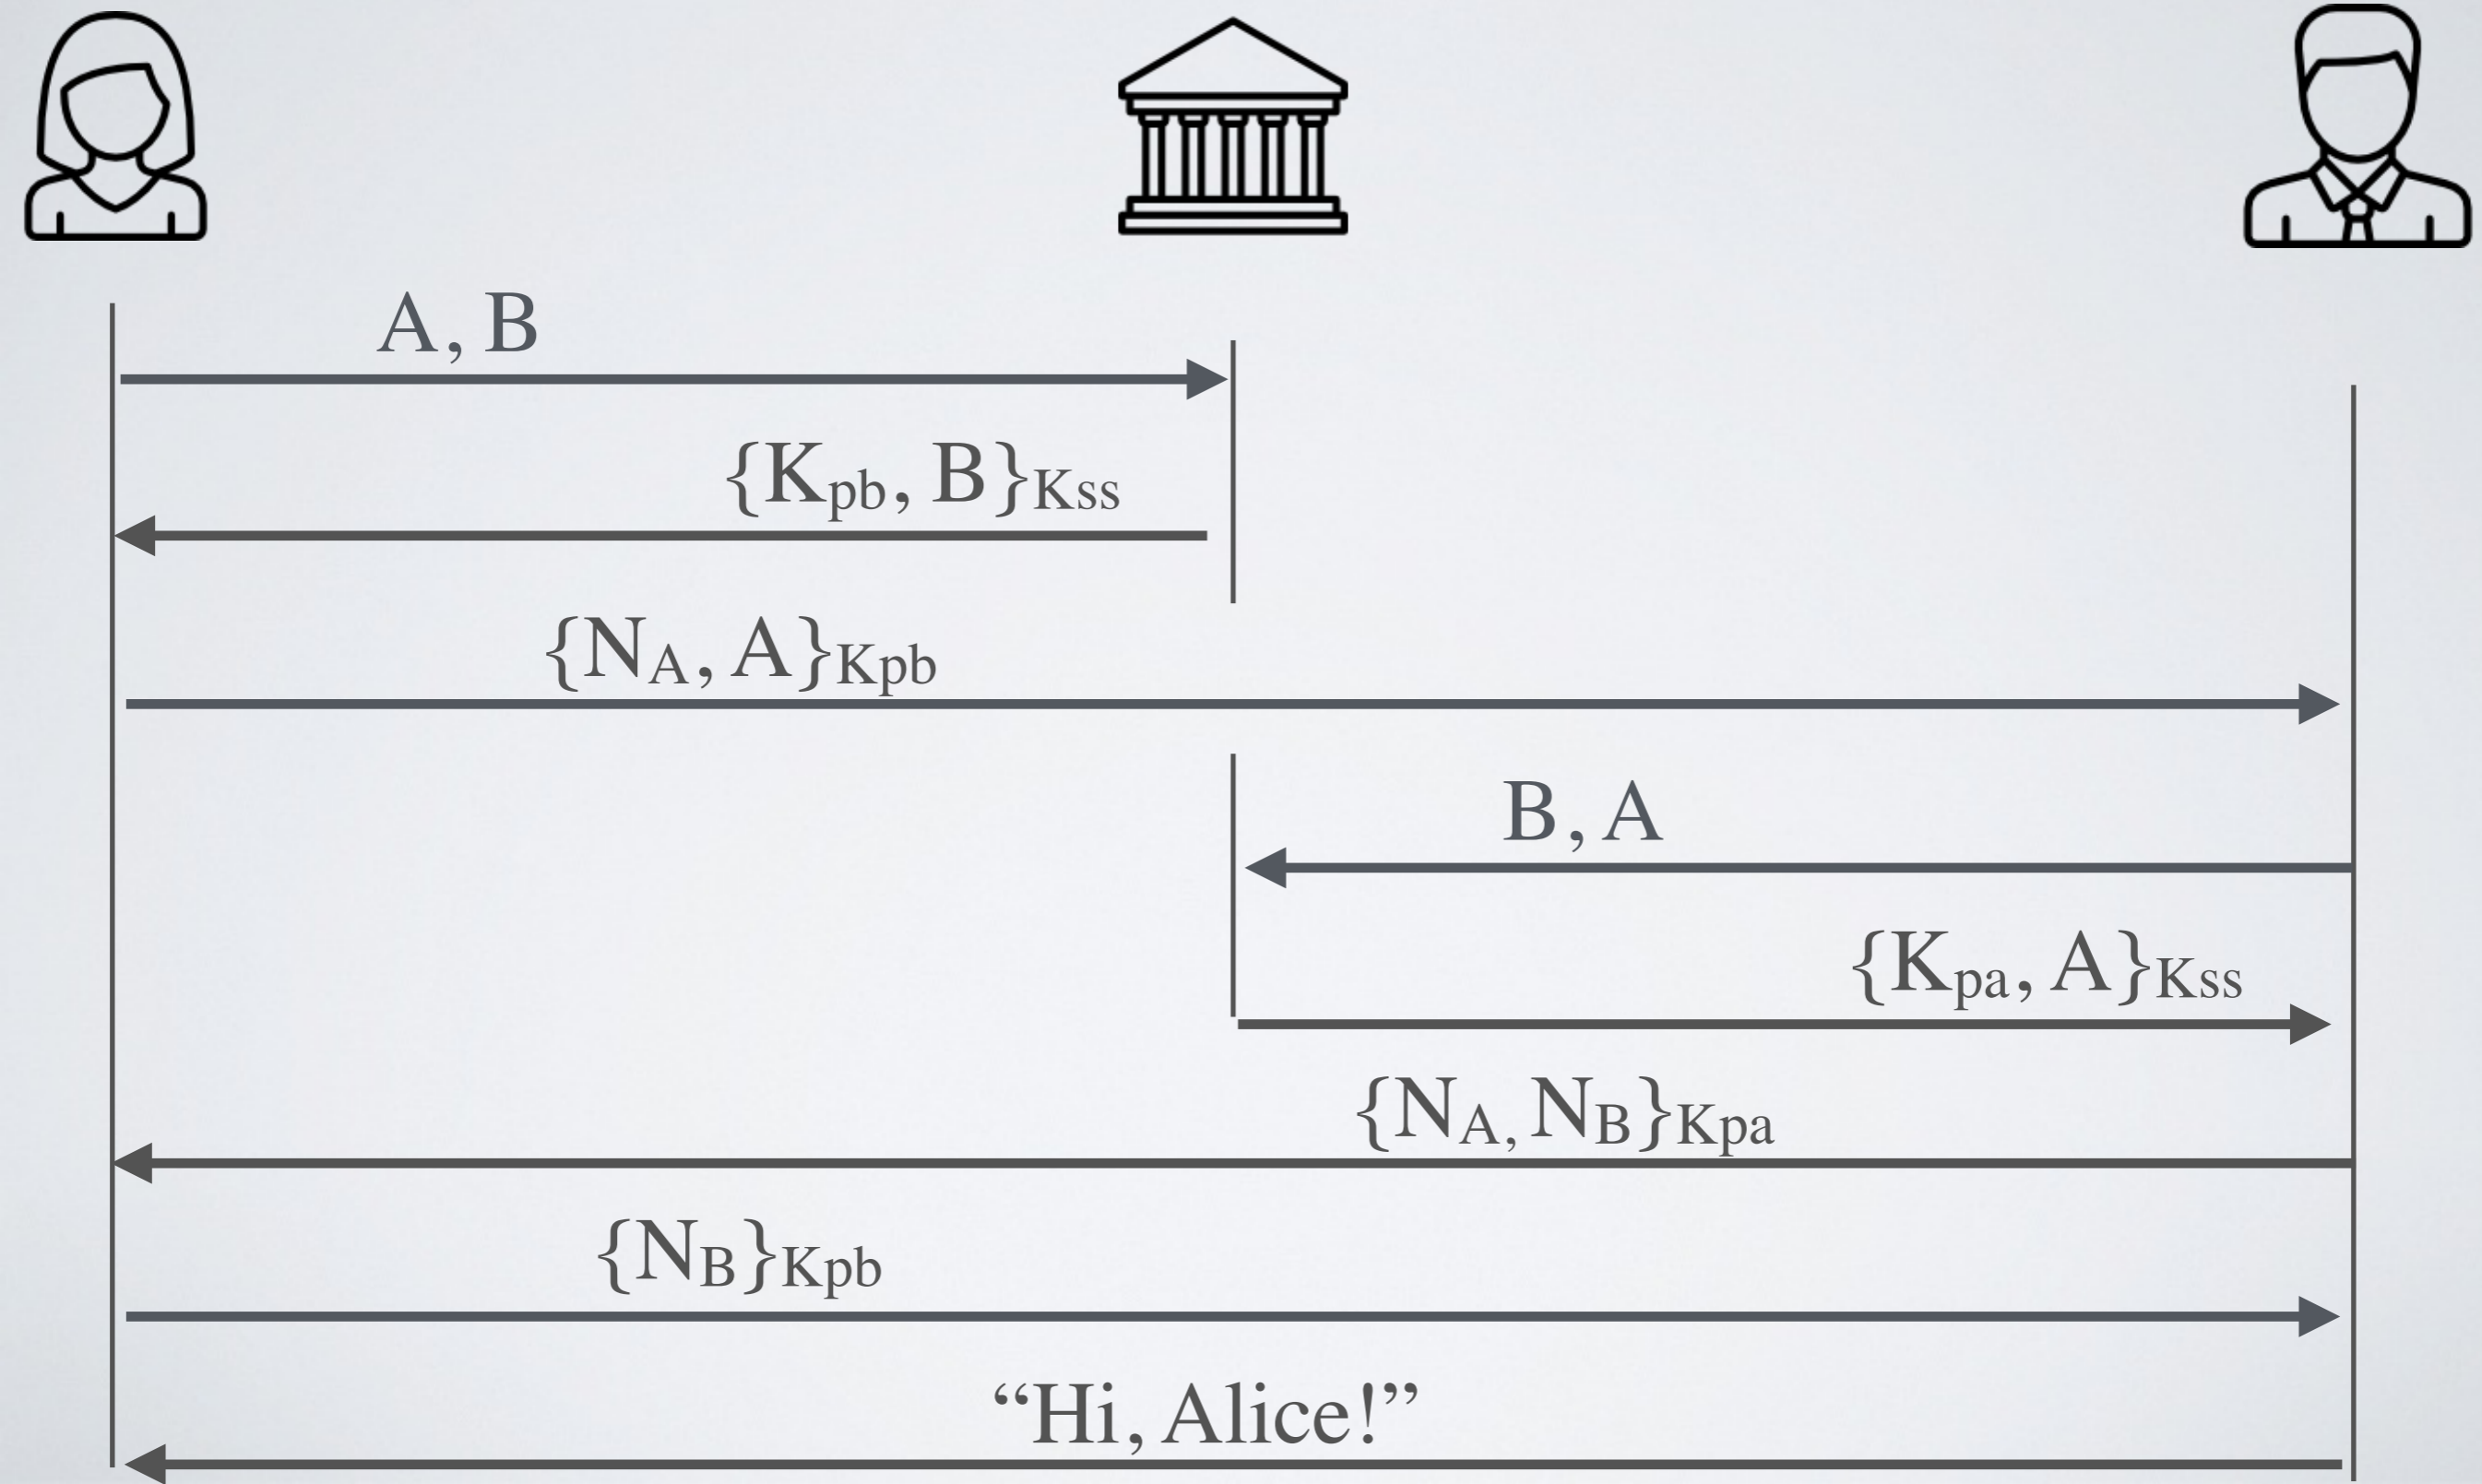 A, B
{Kpb, B}Kss
{NA, A}Kpb
B, A
{Kpa, A}Kss
{NA, NB}Kpa
{NB}Kpb
“Hi, Alice!”